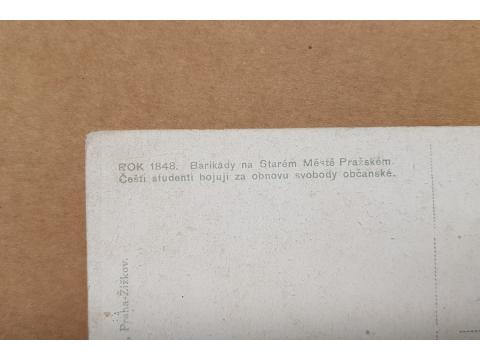 ROK 1848. Barikády na Starém Městě Pražském.
Čeští studenti bojují za obnovu svobody občanské.
Praha-Žižkov.